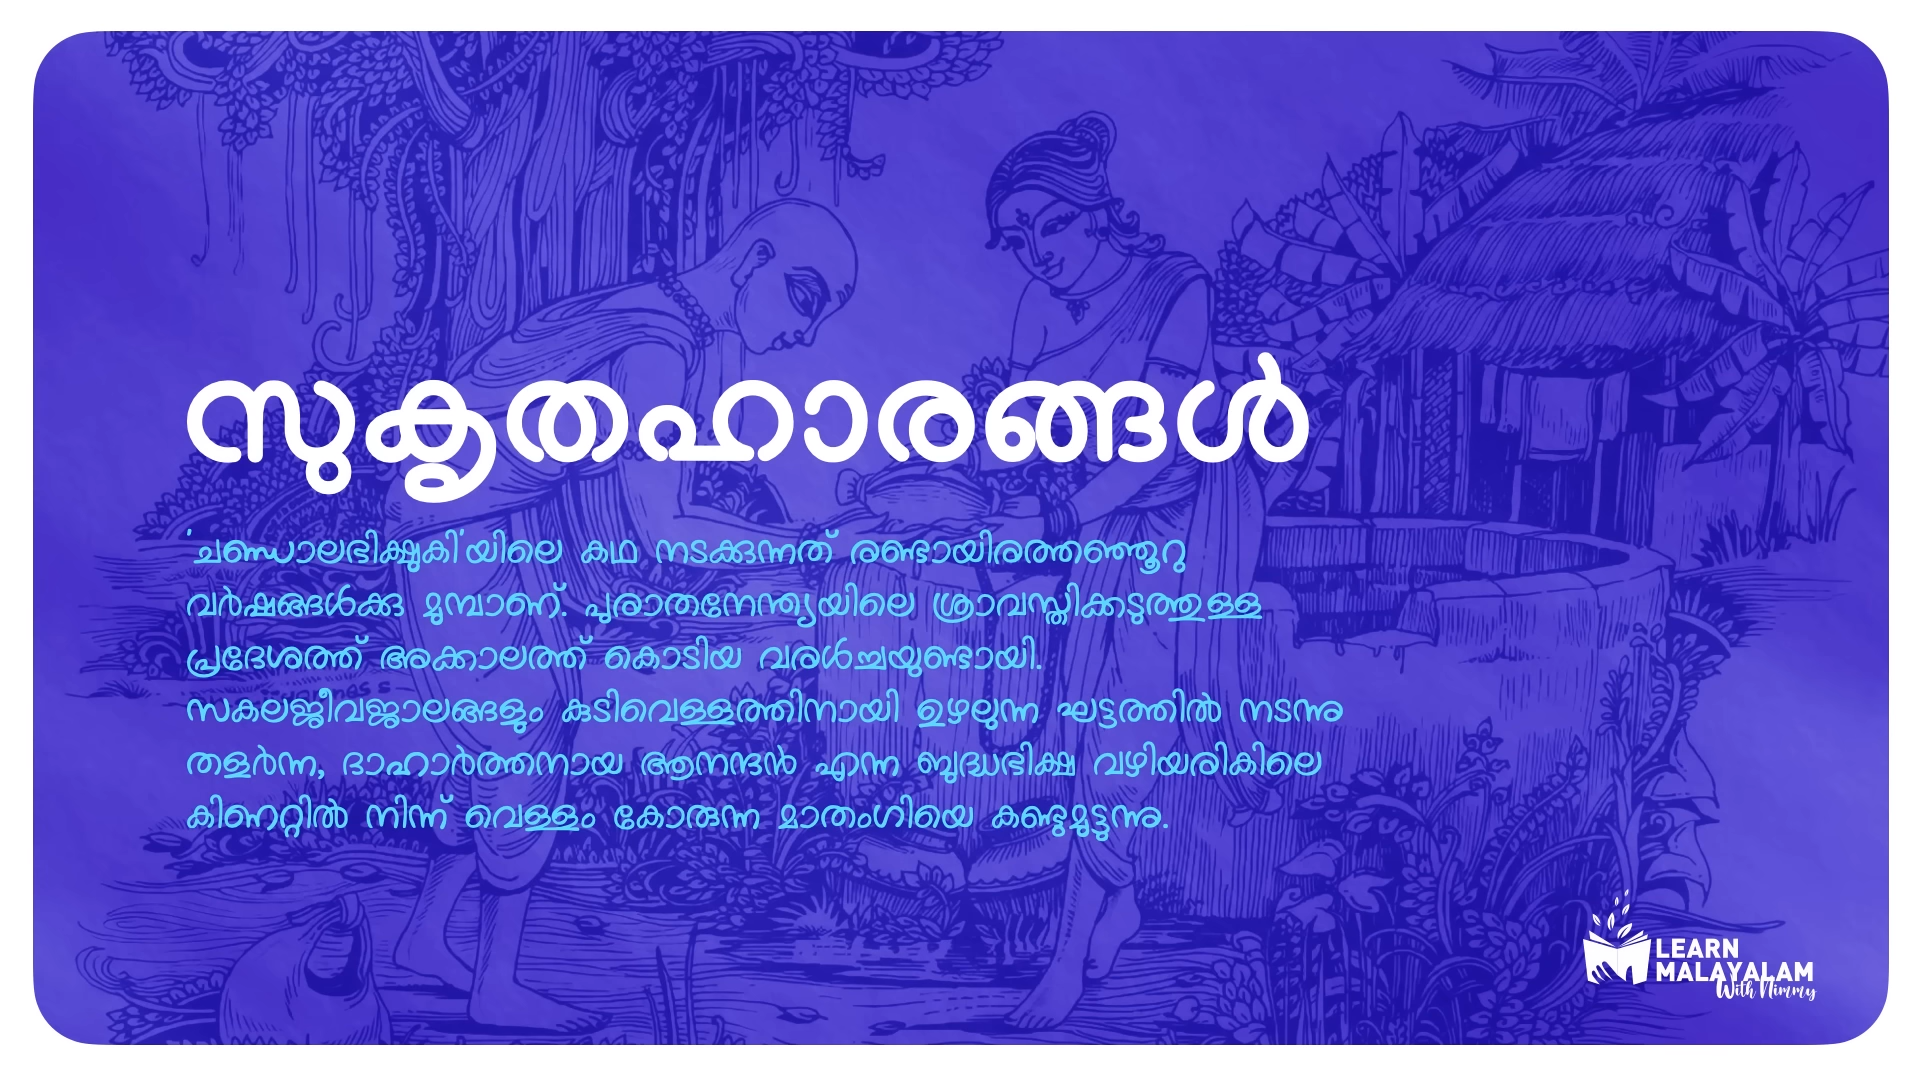 സുകൃതഹാരങ്ങൾ
'ചണ്ഡാലഭിക്ഷുകി'യിലെ കഥ നടക്കുന്നത് രണ്ടായിരത്തഞ്ഞൂറു
വർഷങ്ങൾക്കു മുമ്പാണ്. പുരാതനേന്ത്യയിലെ ശ്രാവസ്തിക്കടുത്തുള്ള
പ്രദേശത്ത് അക്കാലത്ത് കൊടിയ വരൾച്ചയുണ്ടായി.
സകലജീവജാലങ്ങളും കുടിവെള്ളത്തിനായി ഉഴലുന്ന ഘട്ടത്തിൽ നടന്നു
തളർന്ന, ദാഹാർത്തനായ ആനന്ദൻ എന്ന ബുദ്ധഭിക്ഷു വഴിയരികിലെ
കിണറ്റിൽ നിന്ന് വെള്ളം കോരുന്ന മാതംഗിയെ കണ്ടുമുട്ടുന്നു.
LEARN
MALAYALAM
With Nimmy